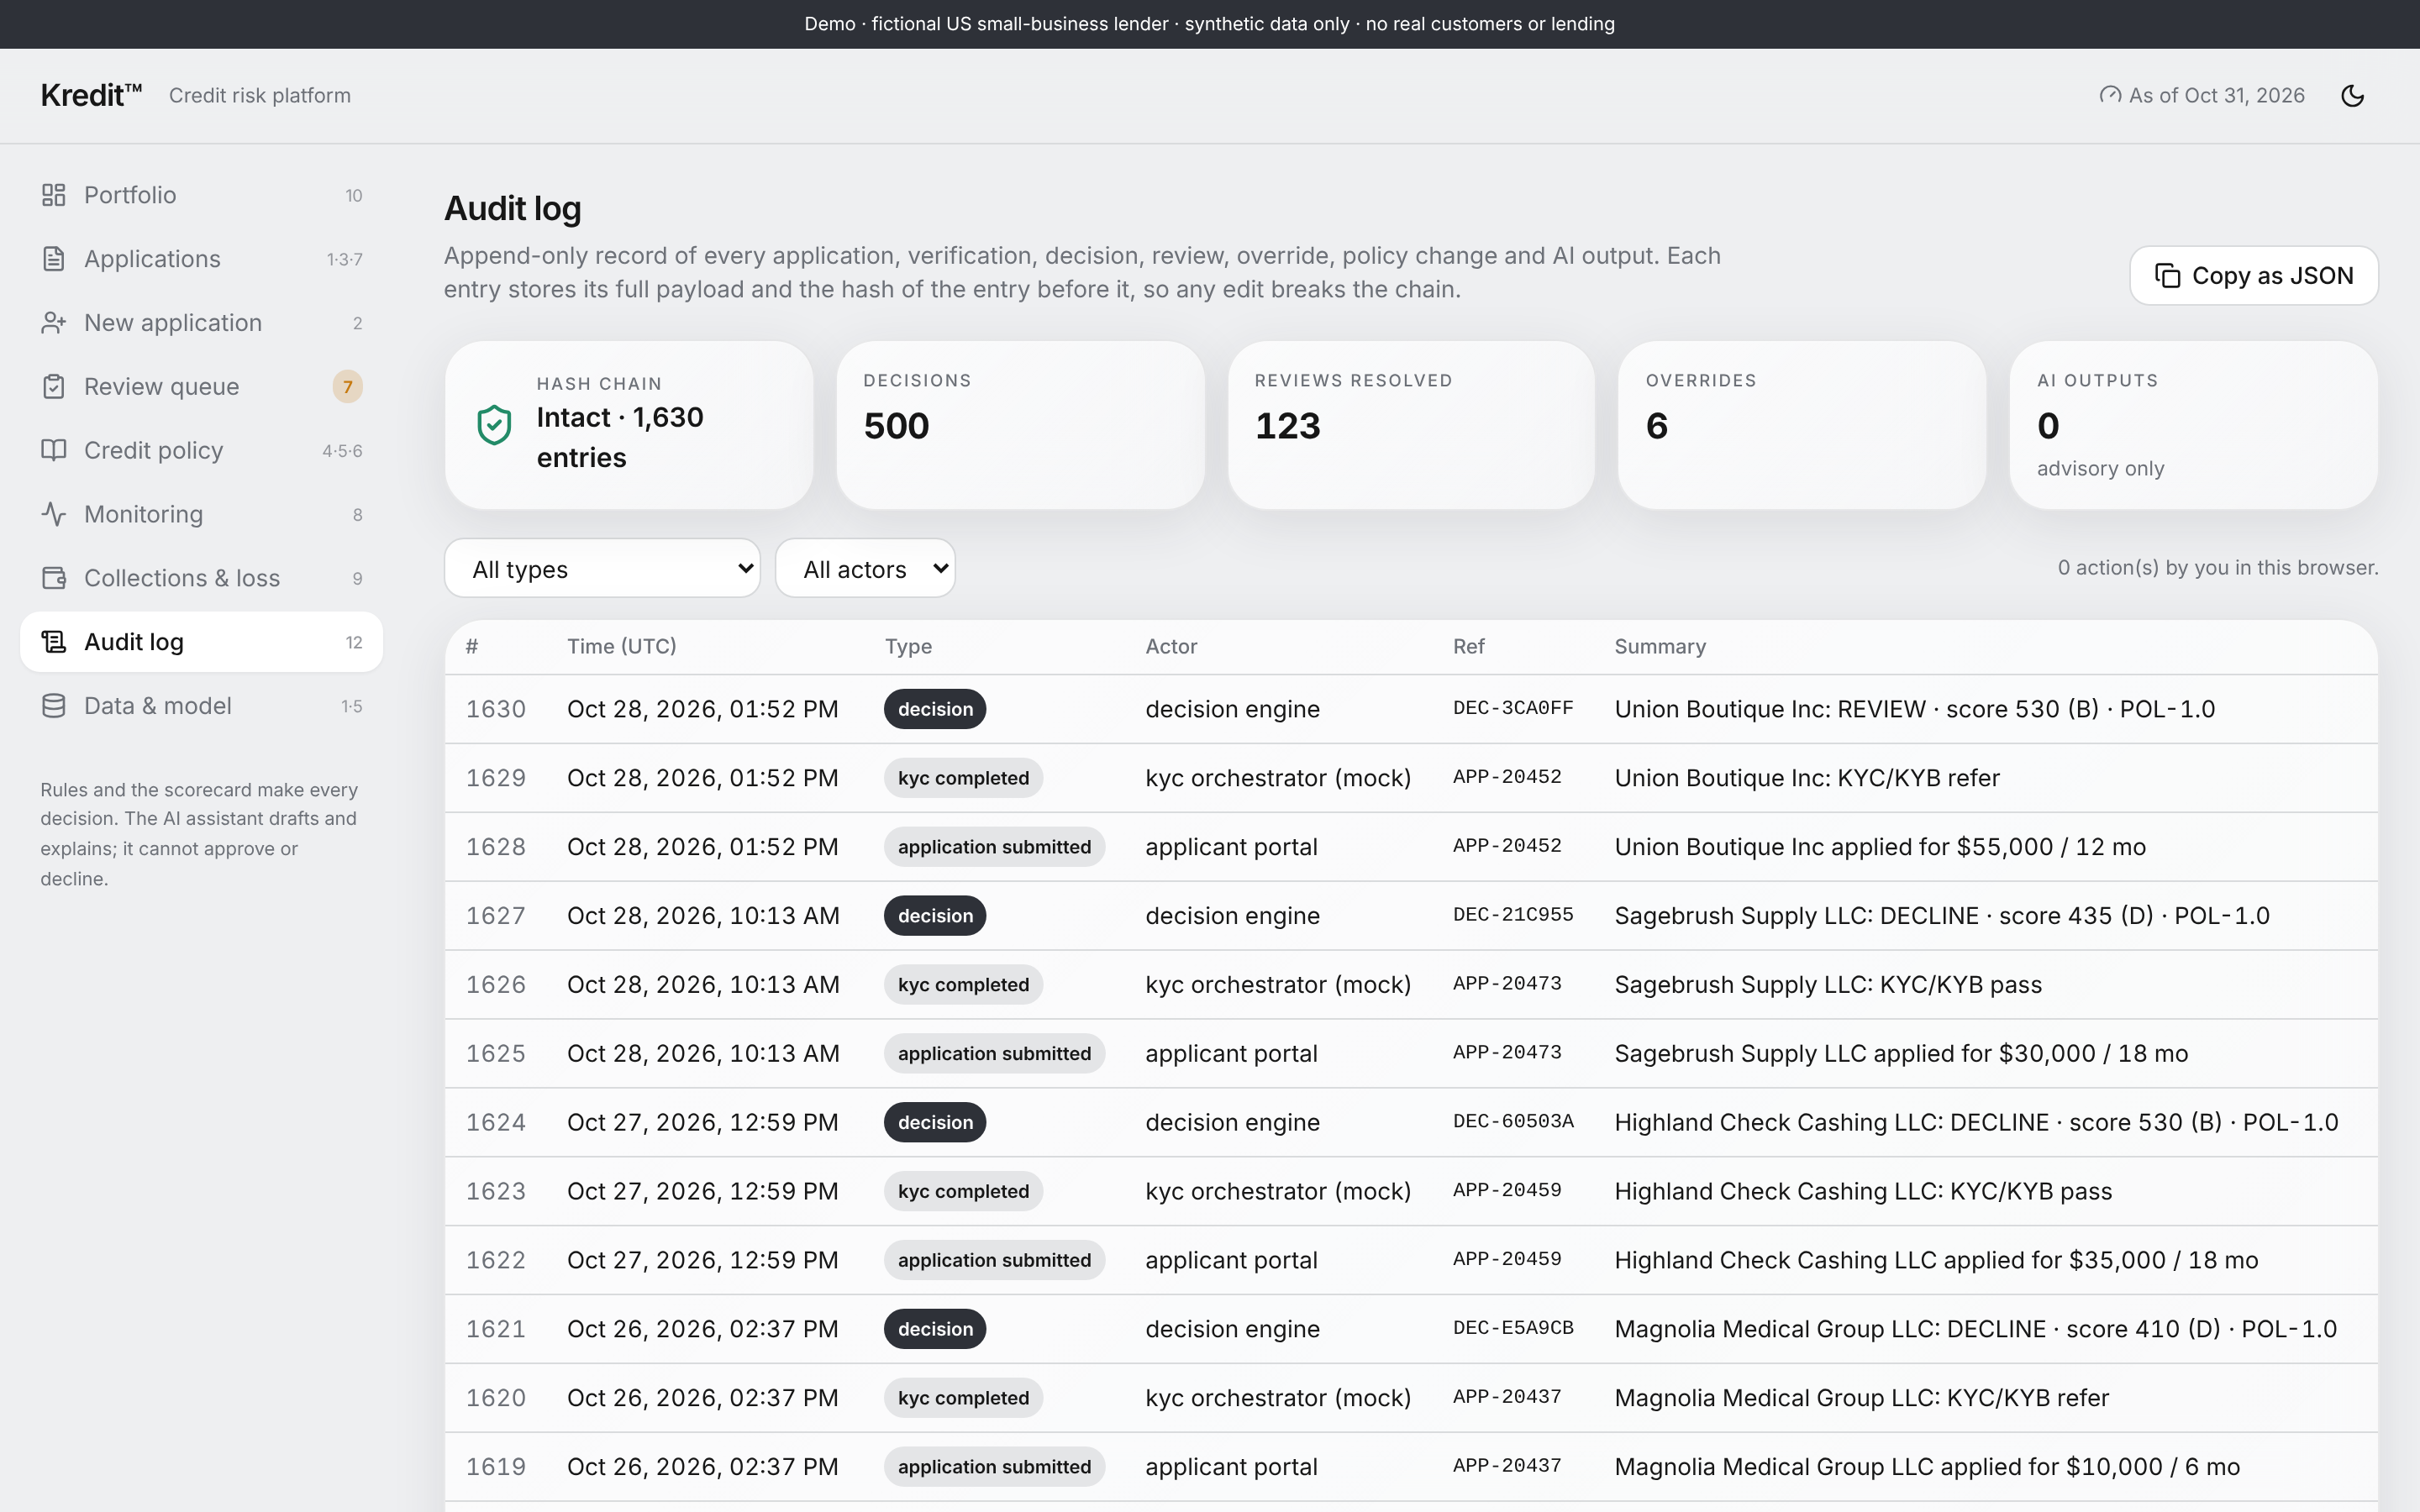 Demo · fictional US small-business lender · synthetic data only · no real customers or lending
Kredit™ Credit risk platform
As of Oct 31, 2026
Portfolio 10
Applications 1·3·7
New application 2
Review queue 7
Credit policy 4·5·6
Monitoring 8
Collections & loss 9
Audit log 12
Data & model 1·5
Rules and the scorecard make every
decision. The AI assistant drafts and
explains; it cannot approve or
decline.
Audit log
Append-only record of every application, verification, decision, review, override, policy change and AI output. Each
entry stores its full payload and the hash of the entry before it, so any edit breaks the chain.
Copy as JSON
HASH CHAIN
Intact · 1,630
entries
DECISIONS
500
REVIEWS RESOLVED
123
OVERRIDES
6
AI OUTPUTS
0
advisory only
All types
All actors
0 action(s) by you in this browser.
# Time (UTC) Type Actor Ref Summary
1630 Oct 28, 2026, 01:52 PM decision decision engine DEC-3CA0FF Union Boutique Inc: REVIEW · score 530 (B) · POL-1.0
1629 Oct 28, 2026, 01:52 PM kyc completed kyc orchestrator (mock) APP-20452 Union Boutique Inc: KYC/KYB refer
1628 Oct 28, 2026, 01:52 PM application submitted applicant portal APP-20452 Union Boutique Inc applied for $55,000 / 12 mo
1627 Oct 28, 2026, 10:13 AM decision decision engine DEC-21C955 Sagebrush Supply LLC: DECLINE · score 435 (D) · POL-1.0
1626 Oct 28, 2026, 10:13 AM kyc completed kyc orchestrator (mock) APP-20473 Sagebrush Supply LLC: KYC/KYB pass
1625 Oct 28, 2026, 10:13 AM application submitted applicant portal APP-20473 Sagebrush Supply LLC applied for $30,000 / 18 mo
1624 Oct 27, 2026, 12:59 PM decision decision engine DEC-60503A Highland Check Cashing LLC: DECLINE · score 530 (B) · POL-1.0
1623 Oct 27, 2026, 12:59 PM kyc completed kyc orchestrator (mock) APP-20459 Highland Check Cashing LLC: KYC/KYB pass
1622 Oct 27, 2026, 12:59 PM application submitted applicant portal APP-20459 Highland Check Cashing LLC applied for $35,000 / 18 mo
1621 Oct 26, 2026, 02:37 PM decision decision engine DEC-E5A9CB Magnolia Medical Group LLC: DECLINE · score 410 (D) · POL-1.0
1620 Oct 26, 2026, 02:37 PM kyc completed kyc orchestrator (mock) APP-20437 Magnolia Medical Group LLC: KYC/KYB refer
1619 Oct 26, 2026, 02:37 PM application submitted applicant portal APP-20437 Magnolia Medical Group LLC applied for $10,000 / 6 mo